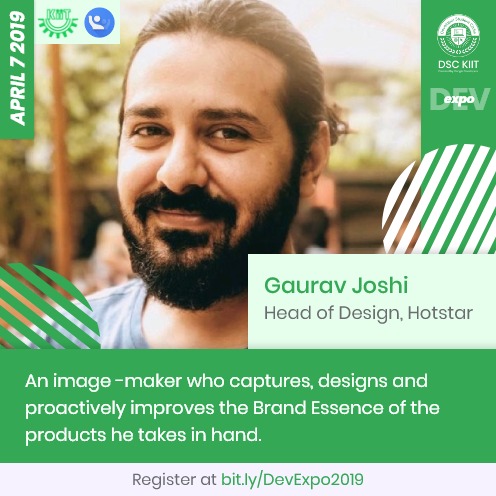 APRIL 7 2019
KIIT
DSC KIIT
DEV
expo
Gaurav Joshi
Head of Design, Hotstar
An image -maker who captures, designs and
proactively improves the Brand Essence of the
products he takes in hand.
Register at bit.ly/DevExpo2019